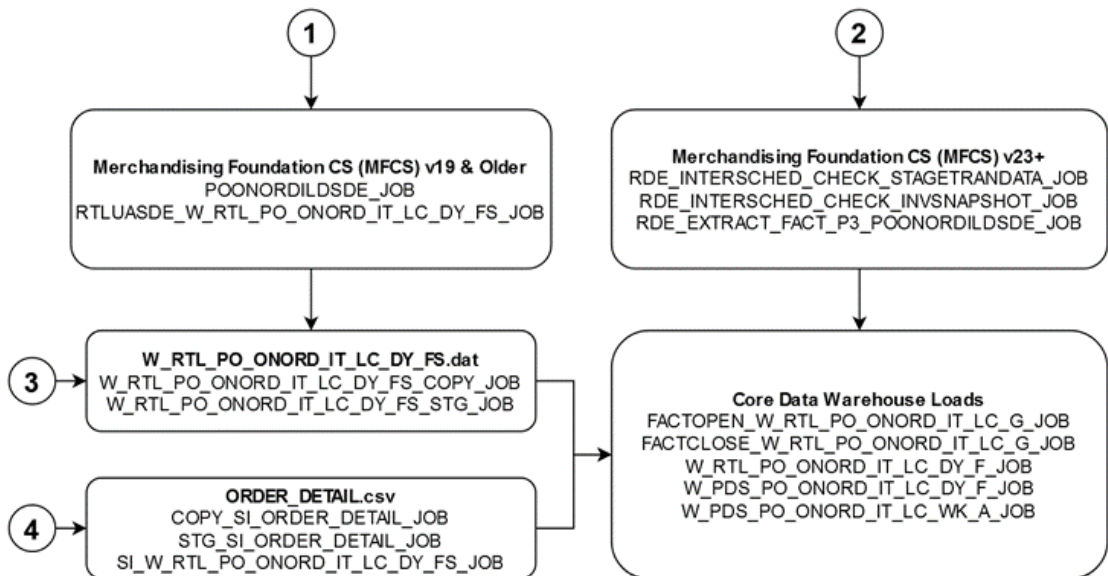 1
2
Merchandising Foundation CS (MFCS) v19 & Older
POONORDILDSDE_JOB
RTLUASDE_W_RTL_PO_ONORD_IT_LC_DY_FS_JOB
Merchandising Foundation CS (MFCS) v23+
RDE_INTERSCHED_CHECK_STAGETRANDATA_JOB
RDE_INTERSCHED_CHECK_INVSNAPSHOT_JOB
RDE_EXTRACT_FACT_P3_POONORDILDSDE_JOB
3
W_RTL_PO_ONORD_IT_LC_DY_FS.dat
W_RTL_PO_ONORD_IT_LC_DY_FS_COPY_JOB
W_RTL_PO_ONORD_IT_LC_DY_FS_STG_JOB
4
ORDER_DETAIL.csv
COPY_SI_ORDER_DETAIL_JOB
STG_SI_ORDER_DETAIL_JOB
SI_W_RTL_PO_ONORD_IT_LC_DY_FS_JOB
Core Data Warehouse Loads
FACTOPEN_W_RTL_PO_ONORD_IT_LC_G_JOB
FACTCLOSE_W_RTL_PO_ONORD_IT_LC_G_JOB
W_RTL_PO_ONORD_IT_LC_DY_F_JOB
W_PDS_PO_ONORD_IT_LC_DY_F_JOB
W_PDS_PO_ONORD_IT_LC_WK_A_JOB